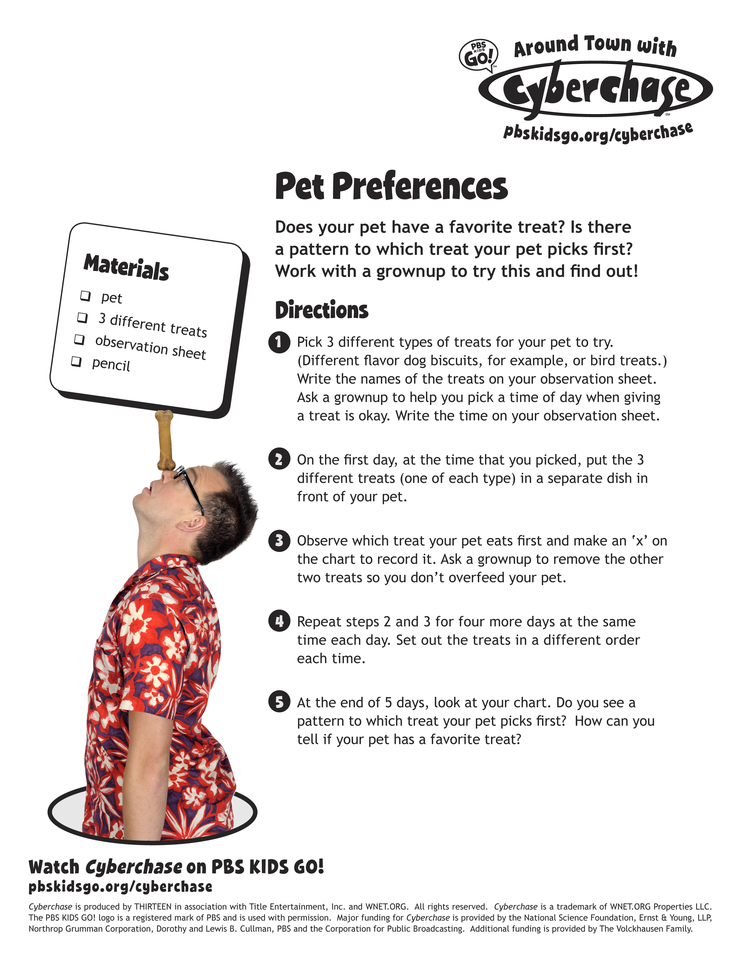 PBS
KIDS
GO!
Around Town with
Cyberchase
pbskidsgo.org/cyberchase
Pet Preferences
Does your pet have a favorite treat? Is there
a pattern to which treat your pet picks first?
Work with a grownup to try this and find out!
Materials
❑ pet
❑ 3 different treats
❑ observation sheet
❑ pencil
Directions
1 Pick 3 different types of treats for your pet to try.
(Different flavor dog biscuits, for example, or bird treats.)
Write the names of the treats on your observation sheet.
Ask a grownup to help you pick a time of day when giving
a treat is okay. Write the time on your observation sheet.
2 On the first day, at the time that you picked, put the 3
different treats (one of each type) in a separate dish in
front of your pet.
3 Observe which treat your pet eats first and make an ‘x’ on
the chart to record it. Ask a grownup to remove the other
two treats so you don’t overfeed your pet.
4 Repeat steps 2 and 3 for four more days at the same
time each day. Set out the treats in a different order
each time.
5 At the end of 5 days, look at your chart. Do you see a
pattern to which treat your pet picks first?  How can you
tell if your pet has a favorite treat?
Watch Cyberchase on PBS KIDS GO!
pbskidsgo.org/cyberchase
Cyberchase is produced by THIRTEEN in association with Title Entertainment, Inc. and WNET.ORG.  All rights reserved.  Cyberchase is a trademark of WNET.ORG Properties LLC.
The PBS KIDS GO! logo is a registered mark of PBS and is used with permission.  Major funding for Cyberchase is provided by the National Science Foundation, Ernst & Young, LLP,
Northrop Grumman Corporation, Dorothy and Lewis B. Cullman, PBS and the Corporation for Public Broadcasting.  Additional funding is provided by The Volckhausen Family.